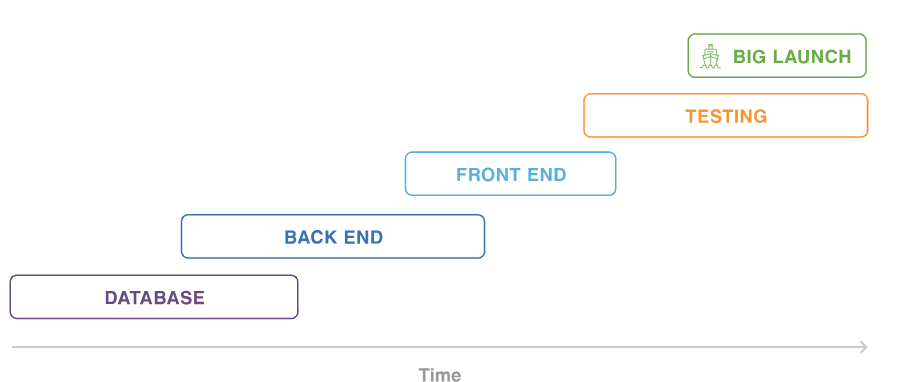 BIG LAUNCH
TESTING
FRONT END
BACK END
DATABASE
Time